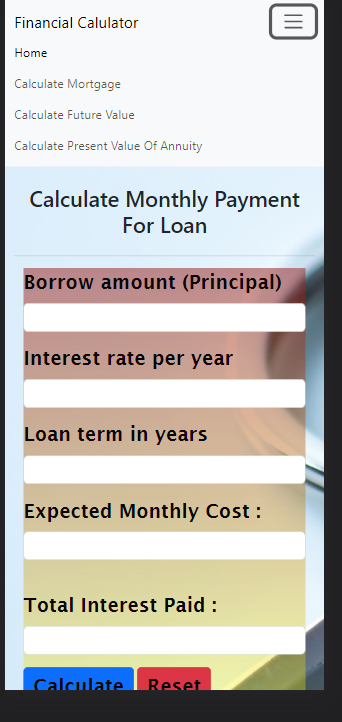 Financial Calulator
Home
Calculate Mortgage
Calculate Future Value
Calculate Present Value Of Annuity
Calculate Monthly Payment
For Loan
Borrow amount (Principal)
Interest rate per year
Loan term in years
Expected Monthly Cost :
Total Interest Paid :
Calculate Reset